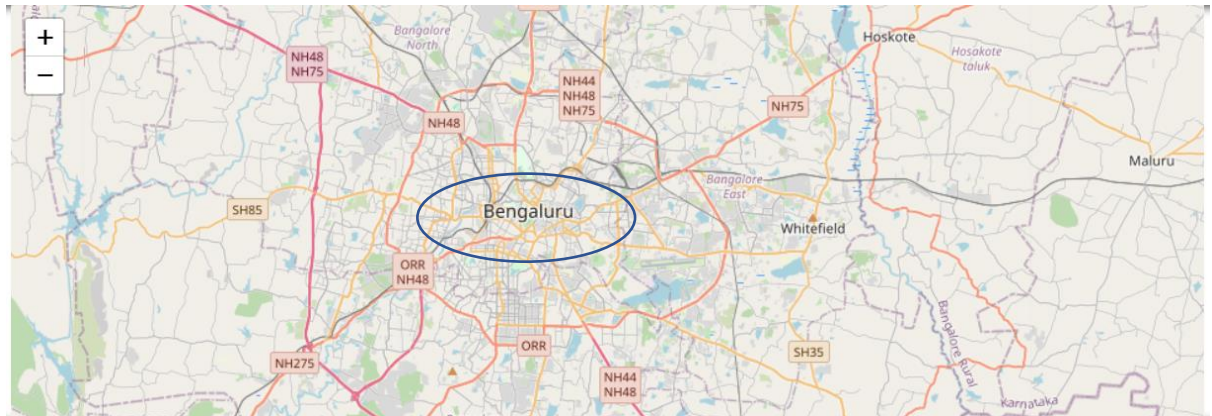 +
−
Bangalore
North
NH48
NH75
Hoskote
Hosakote
taluk
NH44
NH48
NH75
NH75
NH48
Maluru
Bangalore
East
SH85
Bengaluru
Whitefield
ORR
NH48
Bangalore Rural
ORR
SH35
NH275
NH44
NH48
Karnataka